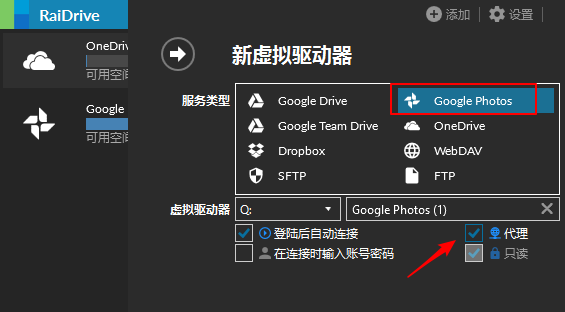 RaiDrive
添加 设置
OneDrive
可用空间
Google
可用空间
新虚拟驱动器
服务类型
Google Drive Google Photos
Google Team Drive OneDrive
Dropbox WebDAV
SFTP FTP
虚拟驱动器 Q: Google Photos (1)
登陆后自动连接 代理
在连接时输入账号密码 只读